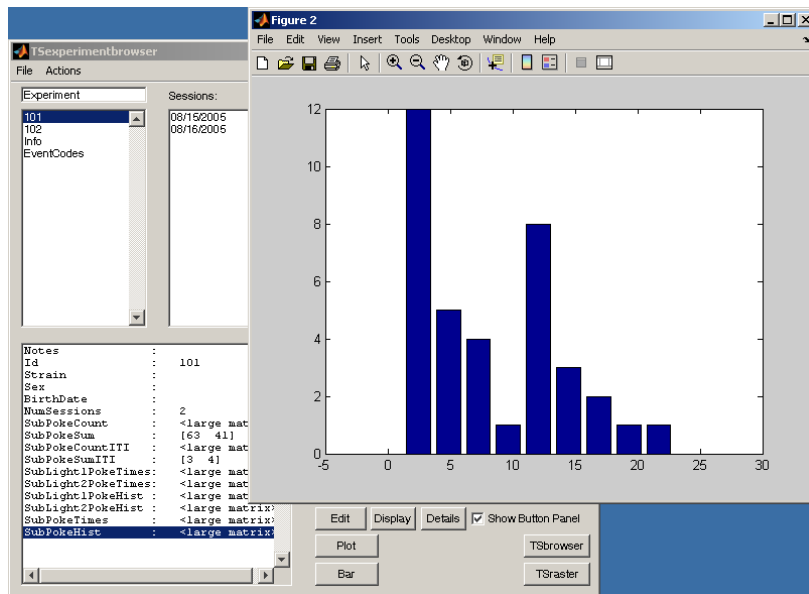 Figure 2
File Edit View Insert Tools Desktop Window Help
TSexperimentbrowser
File Actions
Experiment
Sessions:
101
102
Info
EventCodes
08/15/2005
08/16/2005
12
10
8
6
4
2
0
-5 0 5 10 15 20 25 30
Notes :
Id : 101
Strain :
Sex :
BirthDate :
NumSessions : 2
SubPokeCount : <large mat
SubPokeSum : [63 41]
SubPokeCountITI : <large mat
SubPokeSumITI : [3 4]
SubLight1PokeTimes: <large mat
SubLight2PokeTimes: <large mat
SubLight1PokeHist : <large mat
SubLight2PokeHist : <large matrix>
SubPokeTimes : <large matrix>
SubPokeHist : <large matrix>
Edit Display Details Show Button Panel
Plot TSbrowser
Bar TSraster